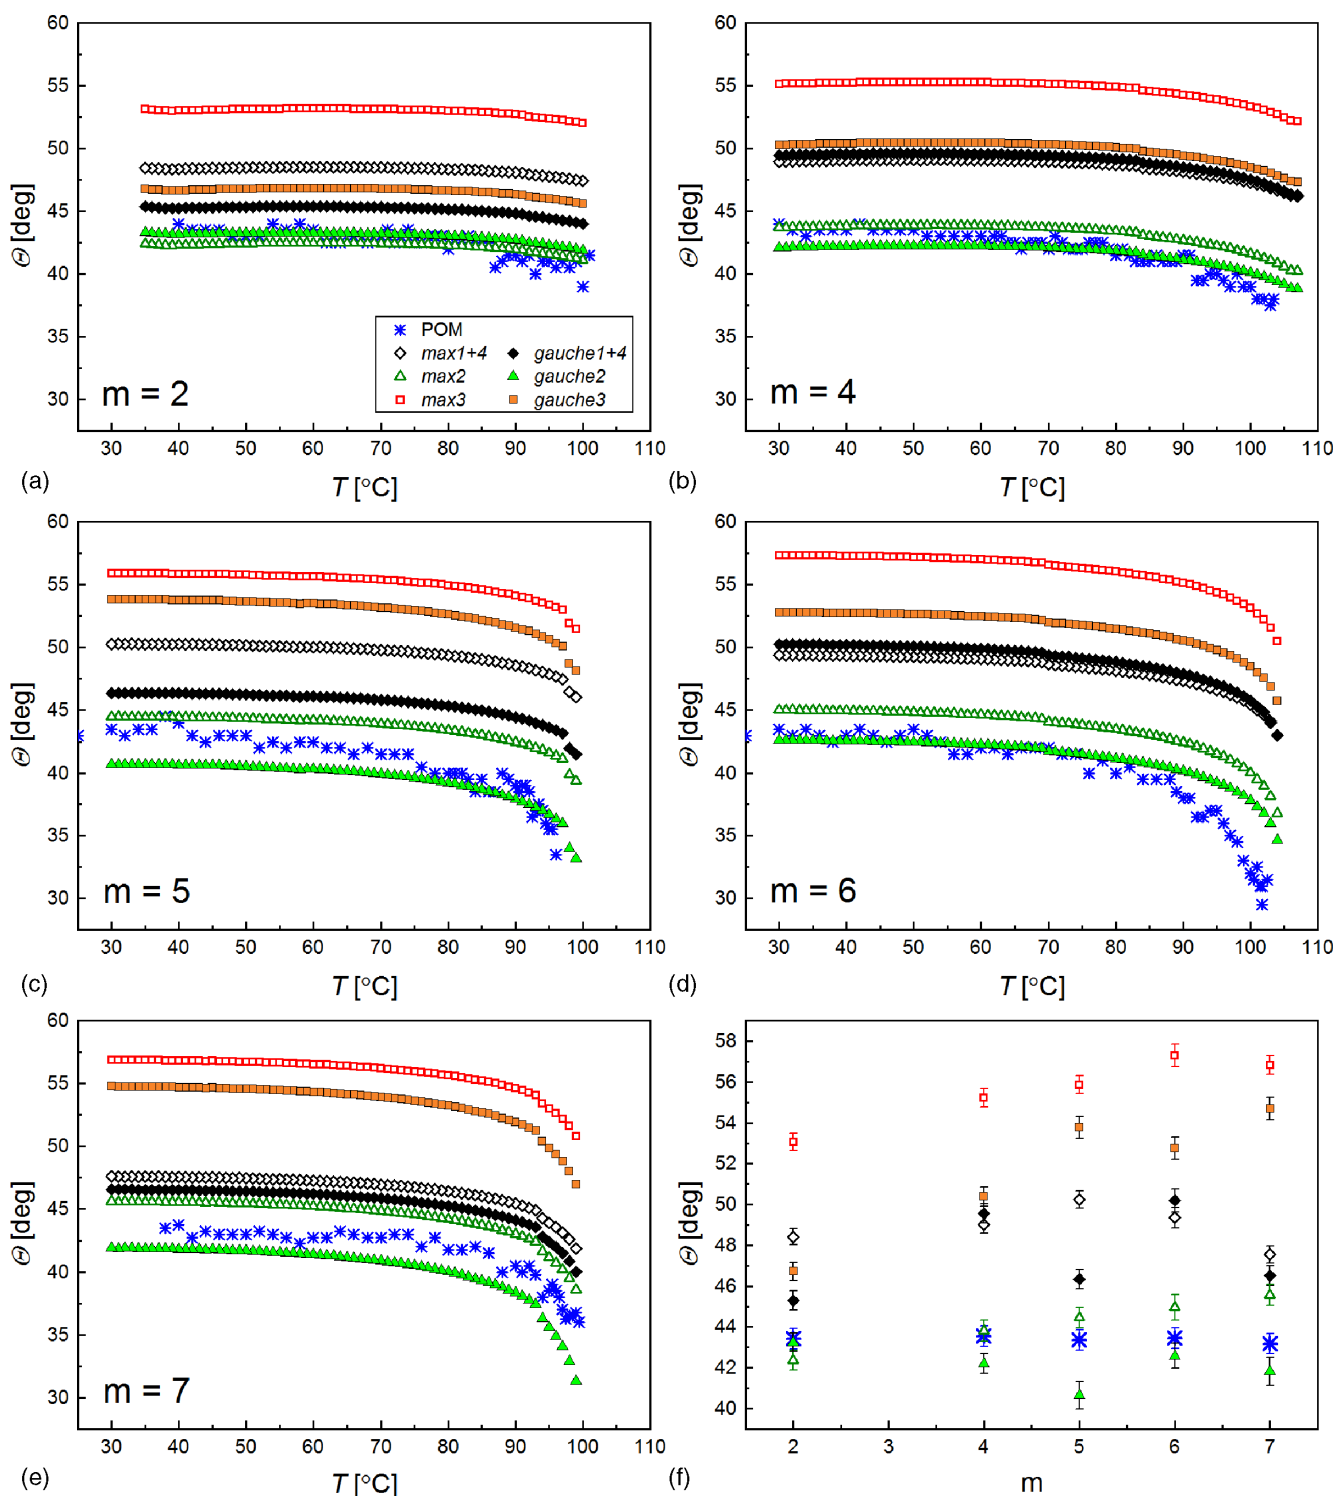 60
55
50
45
40
35
30
Θ [deg]
POM
max1+4 gauche1+4
max2 gauche2
max3 gauche3
m = 2
30 40 50 60 70 80 90 100 110
(a)
T [°C]
60
55
50
45
40
35
30
Θ [deg]
m = 4
30 40 50 60 70 80 90 100 110
(b)
T [°C]
60
55
50
45
40
35
30
Θ [deg]
m = 5
30 40 50 60 70 80 90 100 110
(c)
T [°C]
60
55
50
45
40
35
30
Θ [deg]
m = 6
30 40 50 60 70 80 90 100 110
(d)
T [°C]
60
55
50
45
40
35
30
Θ [deg]
m = 7
30 40 50 60 70 80 90 100 110
(e)
T [°C]
58
56
54
52
50
48
46
44
42
40
Θ [deg]
2 3 4 5 6 7
(f)
m